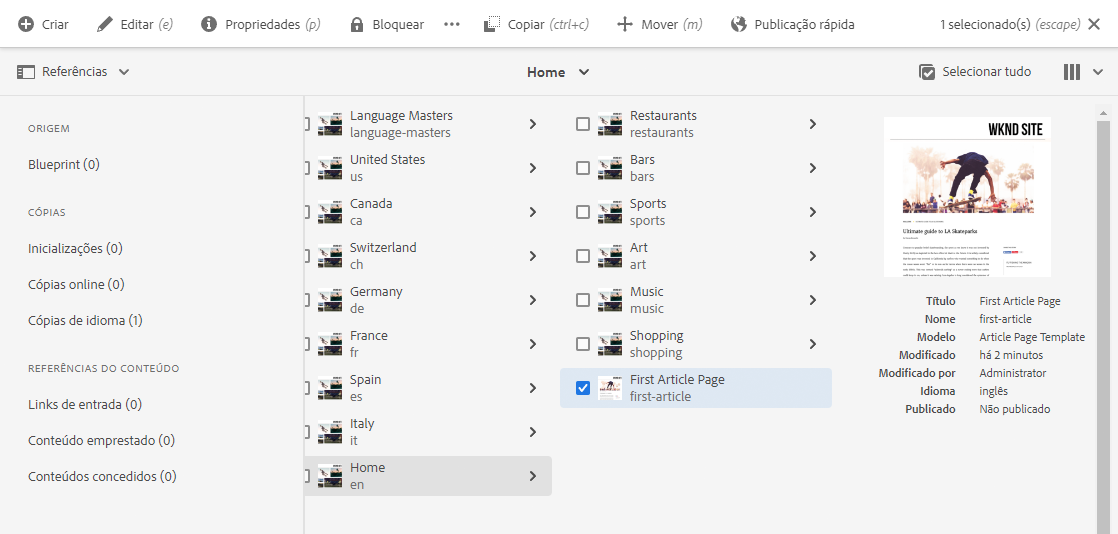 Criar Editar (e) Propriedades (p) Bloquear ... Copiar (ctrl+c) Mover (m) Publicação rápida 1 selecionado(s) (escape)
Referências Home Selecionar tudo
ORIGEM
Blueprint (0)
CÓPIAS
Inicializações (0)
Cópias online (0)
Cópias de idioma (1)
REFERÊNCIAS DO CONTEÚDO
Links de entrada (0)
Conteúdo emprestado (0)
Conteúdos concedidos (0)
Language Masters
language-masters
United States
us
Canada
ca
Switzerland
ch
Germany
de
France
fr
Spain
es
Italy
it
Home
en
Restaurants
restaurants
Bars
bars
Sports
sports
Art
art
Music
music
Shopping
shopping
First Article Page
first-article
WKND SITE
Ultimate guide to LA Skateparks
Título First Article Page
Nome first-article
Modelo Article Page Template
Modificado há 2 minutos
Modificado por Administrator
Idioma inglês
Publicado Não publicado